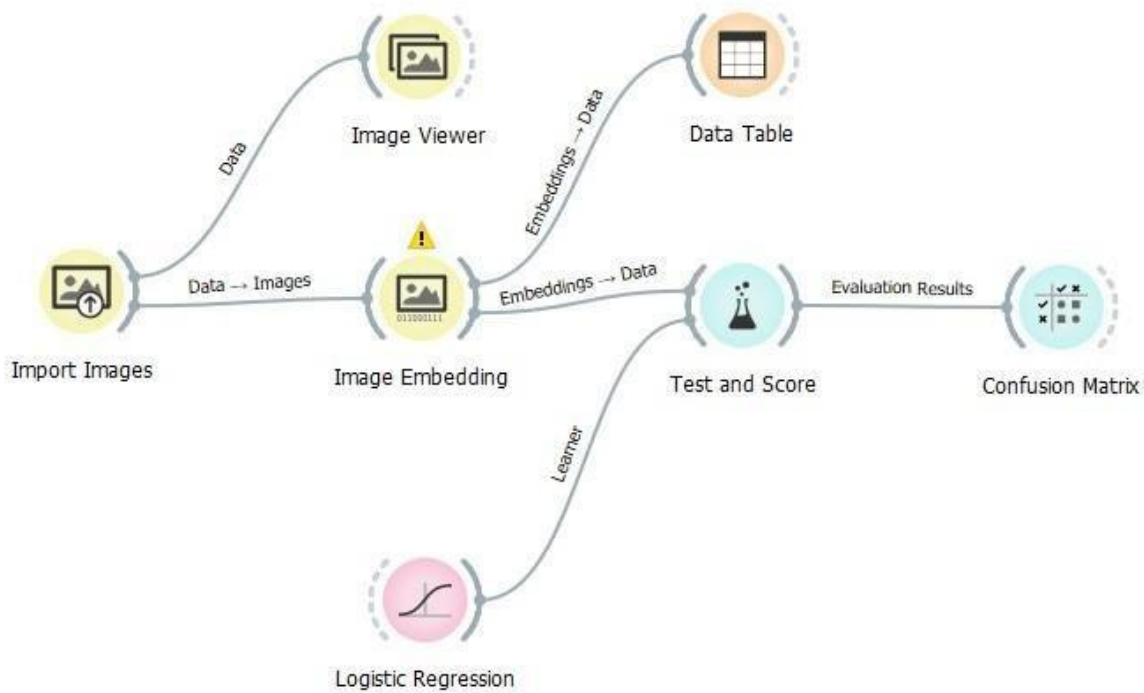 Image Viewer
Data Table
Data
Embeddings → Data
Data → Images
Embeddings → Data
Evaluation Results
011000111
Import Images
Image Embedding
Test and Score
Confusion Matrix
Learner
Logistic Regression